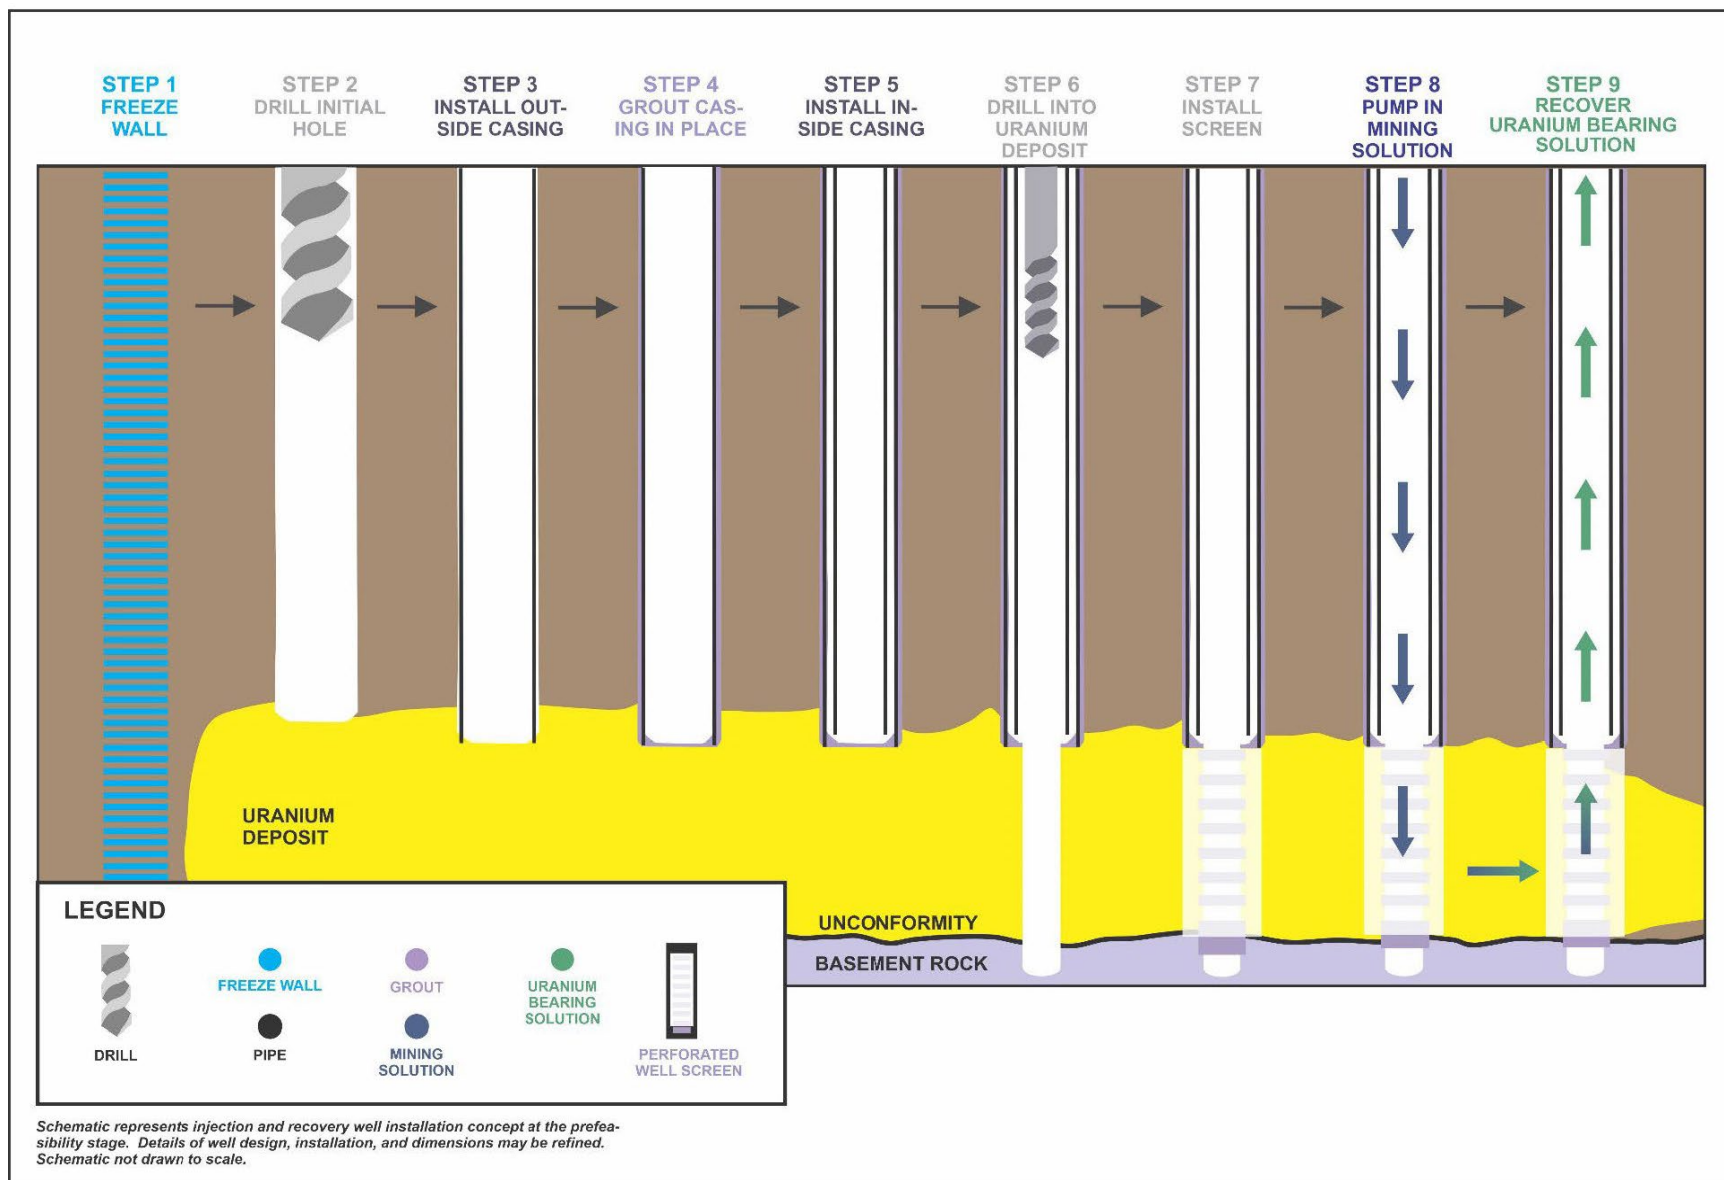 STEP 1
FREEZE
WALL
STEP 2
DRILL INITIAL
HOLE
STEP 3
INSTALL OUT-
SIDE CASING
STEP 4
GROUT CAS-
ING IN PLACE
STEP 5
INSTALL IN-
SIDE CASING
STEP 6
DRILL INTO
URANIUM
DEPOSIT
STEP 7
INSTALL
SCREEN
STEP 8
PUMP IN
MINING
SOLUTION
STEP 9
RECOVER
URANIUM BEARING
SOLUTION
URANIUM
DEPOSIT
UNCONFORMITY
BASEMENT ROCK
LEGEND
DRILL
FREEZE WALL
PIPE
GROUT
MINING
SOLUTION
URANIUM
BEARING
SOLUTION
PERFORATED
WELL SCREEN
Schematic represents injection and recovery well installation concept at the prefea-
sibility stage.  Details of well design, installation, and dimensions may be refined.
Schematic not drawn to scale.